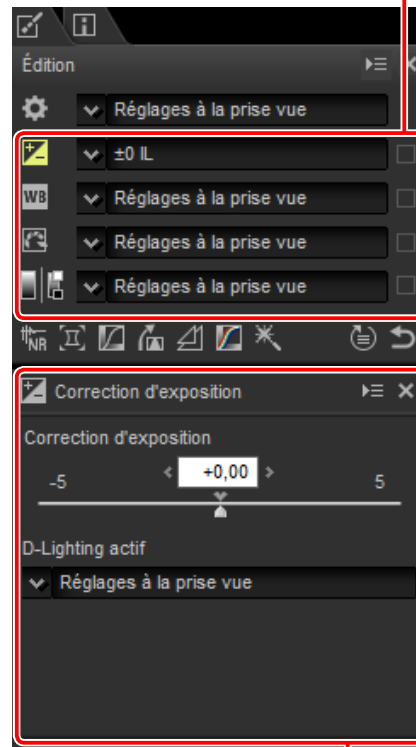 Édition
Réglages à la prise vue
±0 IL
WB
Réglages à la prise vue
Réglages à la prise vue
Réglages à la prise vue
NR
Correction d'exposition
Correction d'exposition
-5 +0,00 5
D-Lighting actif
Réglages à la prise vue